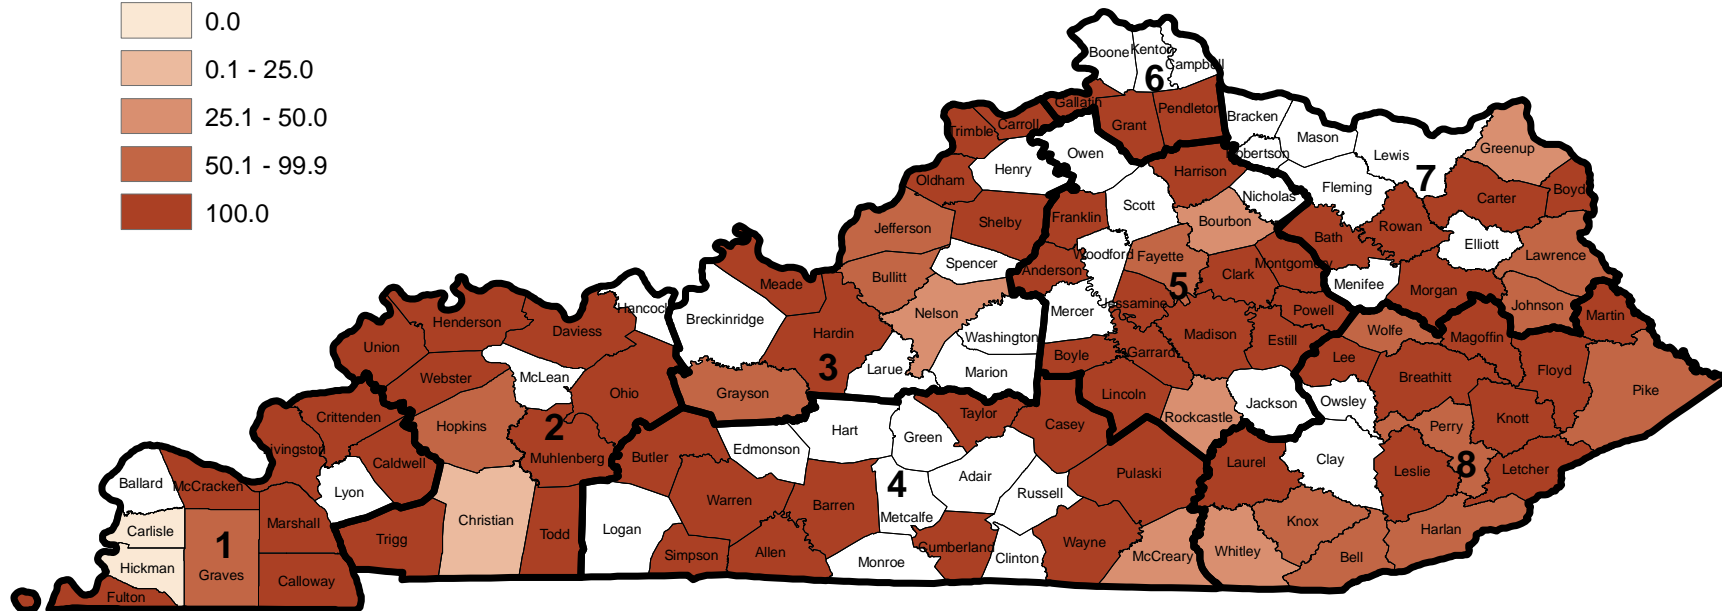 0.0
0.1 - 25.0
25.1 - 50.0
50.1 - 99.9
100.0
Boone
Kenton
Campbell
6
Gallatin
Grant
Pendleton
Trimble
Carroll
Henry
Owen
Bracken
Mason
Robertson
Lewis
7
Greenup
Fleming
Nicholas
Harrison
Oldham
Shelby
Franklin
Scott
Bourbon
Jefferson
Spencer
Woodford
Fayette
Anderson
Bullitt
Clark
Montgomery
Bath
Rowan
Carter
Boyd
Elliott
Lawrence
Menifee
Morgan
Johnson
Martin
Meade
Nelson
Mercer
Jessamine
5
Madison
Powell
Estill
Wolfe
Magoffin
Hancock
Breckinridge
Hardin
3
Washington
Larue
Marion
Boyle
Garrard
Lee
Breathitt
Floyd
Pike
Henderson
Daviess
Union
Webster
McLean
Ohio
Grayson
Lincoln
Rockcastle
Jackson
Owsley
Perry
Knott
Crittenden
Hopkins
2
Muhlenberg
Butler
Edmonson
Hart
Green
Taylor
Casey
Pulaski
Laurel
Clay
Leslie
8
Letcher
Livingston
Caldwell
Lyon
Ballard
McCracken
Warren
Barren
4
Metcalfe
Adair
Russell
Carlisle
Marshall
Christian
Todd
Logan
Trigg
Simpson
Allen
Monroe
Cumberland
Clinton
Wayne
McCreary
Whitley
Knox
Bell
Harlan
Hickman
1
Graves
Calloway
Fulton